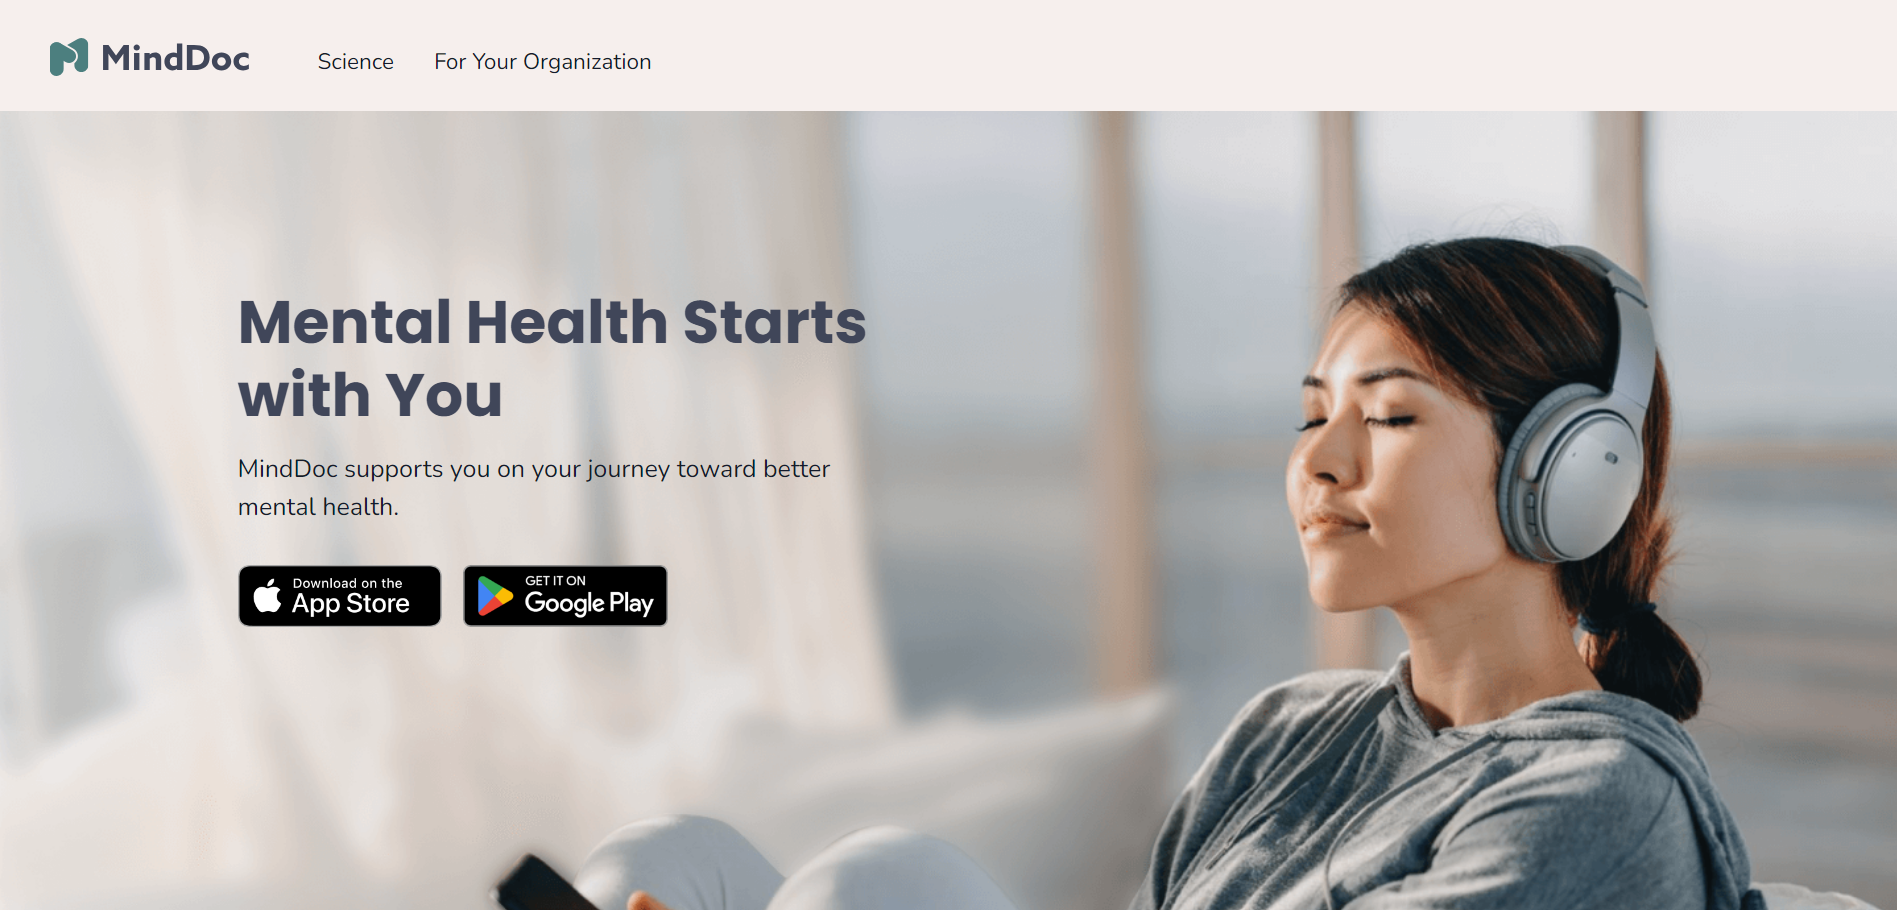 MindDoc
Science
For Your Organization
Mental Health Starts
with You
MindDoc supports you on your journey toward better
mental health.
Download on the
App Store
GET IT ON
Google Play